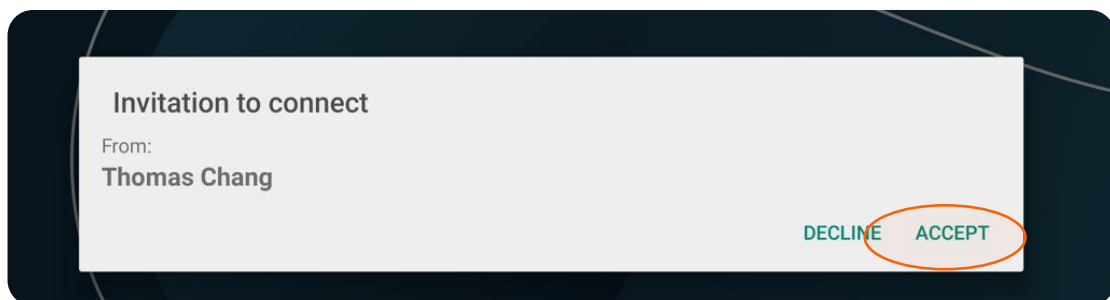 Invitation to connect
From:
Thomas Chang
DECLINE ACCEPT